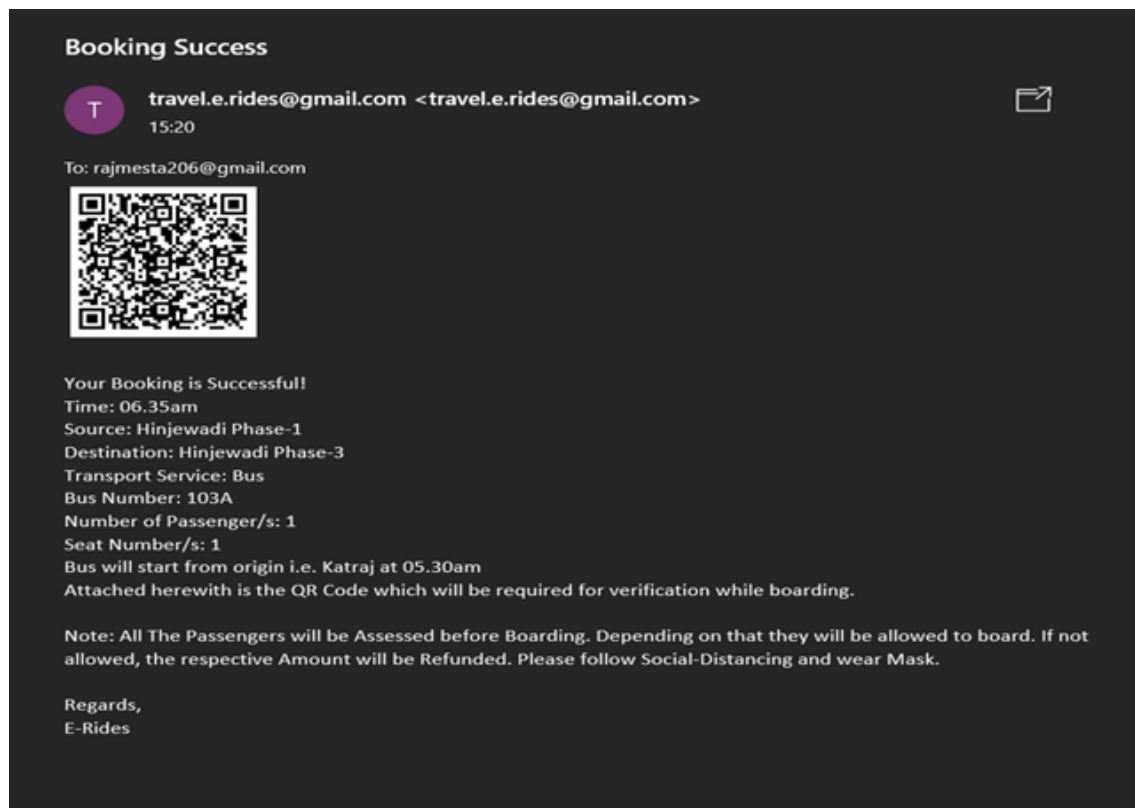 Booking Success
T
travel.e.rides@gmail.com <travel.e.rides@gmail.com>
15:20
To: rajmesta206@gmail.com
Your Booking is Successful!
Time: 06.35am
Source: Hinjewadi Phase-1
Destination: Hinjewadi Phase-3
Transport Service: Bus
Bus Number: 103A
Number of Passenger/s: 1
Seat Number/s: 1
Bus will start from origin i.e. Katraj at 05.30am
Attached herewith is the QR Code which will be required for verification while boarding.
Note: All The Passengers will be Assessed before Boarding. Depending on that they will be allowed to board. If not
allowed, the respective Amount will be Refunded. Please follow Social-Distancing and wear Mask.
Regards,
E-Rides